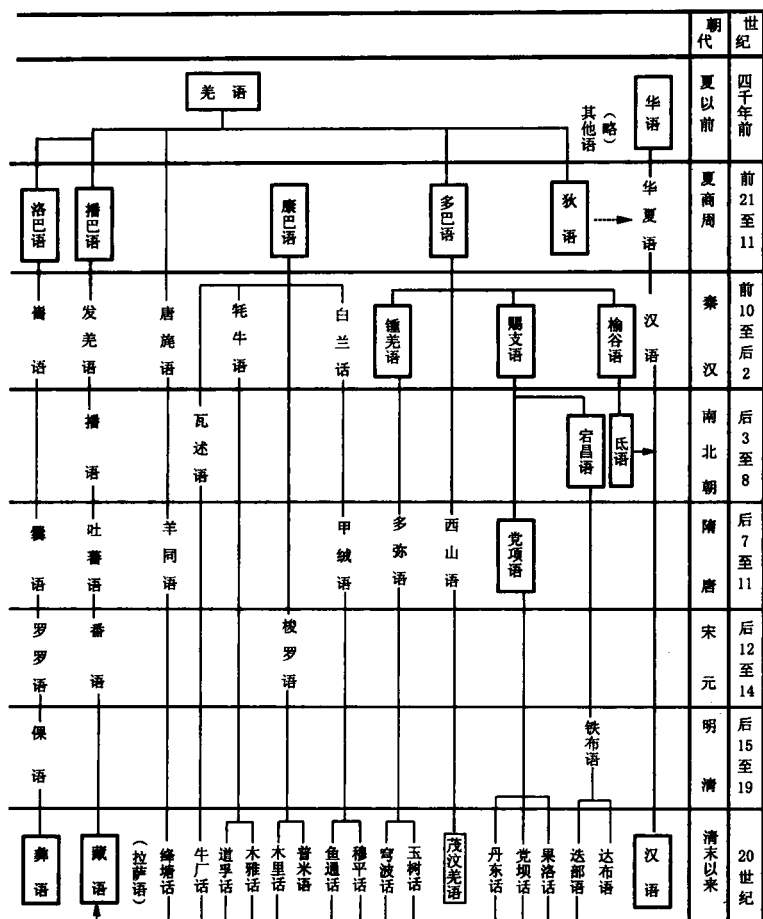 世纪
朝代
四千年前
夏以前
华语
其他语(略)
羌语
前21至11
夏商周
华夏语
狄语
多巴语
康巴语
播巴语
洛巴语
前10至后2
秦汉
汉语
榆谷语
赐支语
锺羌语
白兰话
牦牛语
唐旄语
发羌语
嶲语
后3至8
南北朝
氐语
宕昌语
瓦述语
播语
后7至11
隋唐
党项语
西山语
多弥语
甲绒语
羊同语
吐蕃语
语
后12至14
宋元
梭罗语
番语
罗罗语
后15至19
明清
铁布语
倮语
20世纪
清末以来
汉语
达布语
迭部语
果洛话
党坝话
丹东话
茂汶羌语
玉树话
穹波话
穆平话
鱼通话
普米语
木里话
木雅话
道孚话
牛厂话
绛塘话
(拉萨语)
藏语
彝语